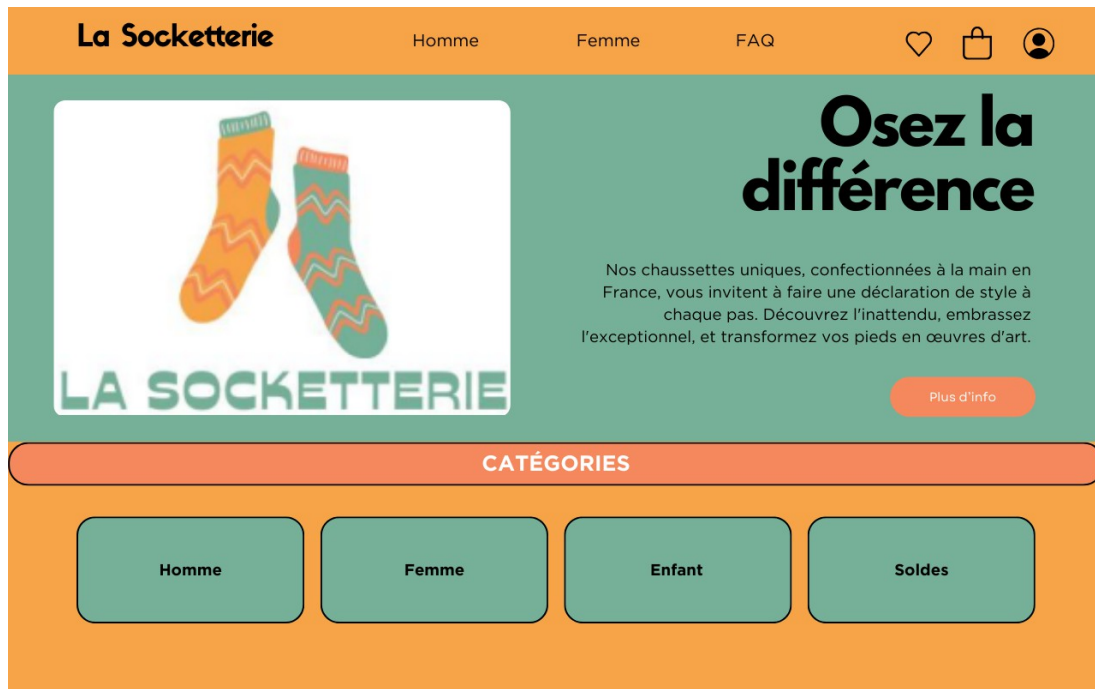 La Socketterie
Homme
Femme
FAQ
LA SOCKETTERIE
Osez la
différence
Nos chaussettes uniques, confectionnées à la main en
France, vous invitent à faire une déclaration de style à
chaque pas. Découvrez l'inattendu, embrassez
l'exceptionnel, et transformez vos pieds en œuvres d'art.
Plus d'info
CATÉGORIES
Homme
Femme
Enfant
Soldes